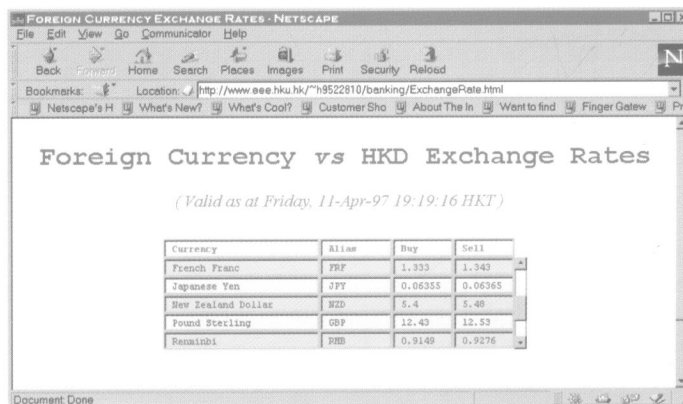 FOREIGN CURRENCY EXCHANGE RATES - NETSCAPE
File Edit View Go Communicator Help
Back Forward Home Search Places Images Print Security Reload
N
Bookmarks: Location: http://www.eee.hku.hk/~h9522810/banking/ExchangeRate.html
Netscape's H What's New? What's Cool? Customer Sho About The In Want to find Finger Gatew Pr
Foreign Currency vs HKD Exchange Rates
( Valid as at Friday, 11-Apr-97 19:19:16 HKT )
Currency Alias Buy Sell
French Franc FRF 1.333 1.343
Japanese Yen JPY 0.06355 0.06365
New Zealand Dollar NZD 5.4 5.48
Pound Sterling GBP 12.43 12.53
Renminbi RMB 0.9149 0.9276
Document: Done